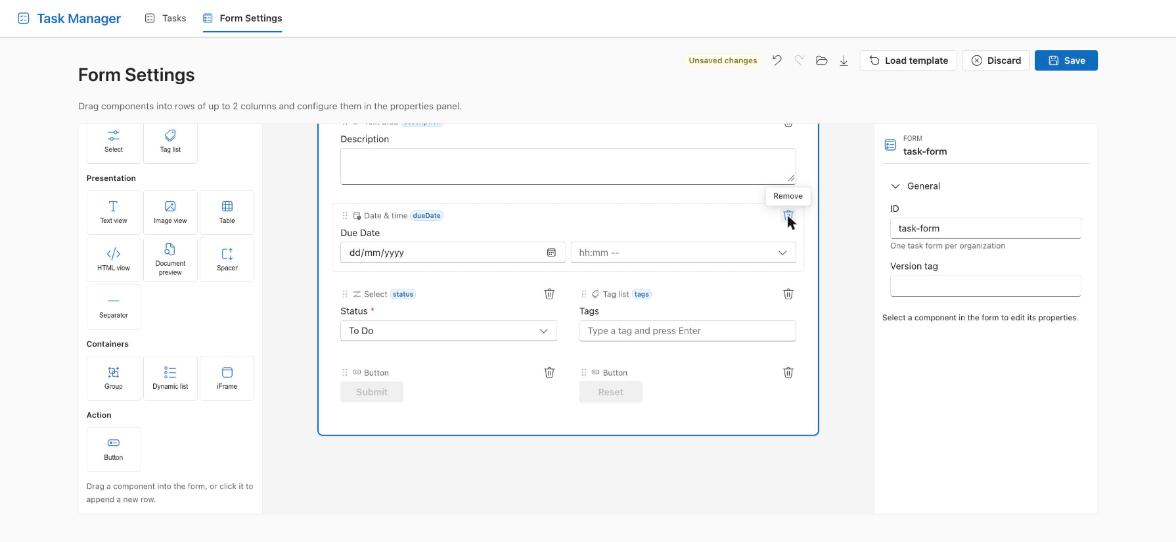 Task Manager
Tasks
Form Settings
Form Settings
Unsaved changes
Load template
Discard
Save
Drag components into rows of up to 2 columns and configure them in the properties panel.
Select
Tag list
Presentation
Text view
Image view
Table
HTML view
Document
preview
Spacer
Separator
Containers
Group
Dynamic list
iFrame
Action
Button
Drag a component into the form, or click it to
append a new row.
Description
Remove
Date & time dueDate
Due Date
dd/mm/yyyy
hh:mm --
Select status
Tag list tags
Status *
Tags
To Do
Type a tag and press Enter
Button
Button
Submit
Reset
FORM
task-form
General
ID
task-form
One task form per organization
Version tag
Select a component in the form to edit its properties.